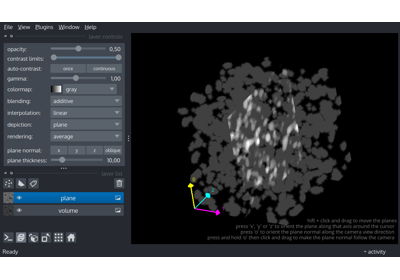 File View Plugins Window Help
layer controls
opacity: 0,50
contrast limits:
auto-contrast: once continuous
gamma: 1,00
colormap: gray
blending: additive
interpolation: linear
depiction: plane
rendering: average
plane normal: x y z oblique
plane thickness: 10,00
layer list
plane
volume
shift + click and drag to move the plane
press 'x', 'y' or 'z' to orient the plane along that axis around the cursor
press 'o' to orient the plane normal along the camera view direction
press and hold 'o' then click and drag to make the plane normal follow the camera
Ready
activity